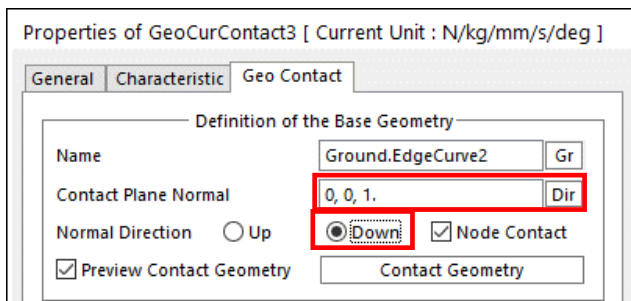 Properties of GeoCurContact3 [ Current Unit : N/kg/mm/s/deg ]
General Characteristic Geo Contact
Definition of the Base Geometry
Name Ground.EdgeCurve2 Gr
Contact Plane Normal 0, 0, 1. Dir
Normal Direction Up Down Node Contact
Preview Contact Geometry Contact Geometry